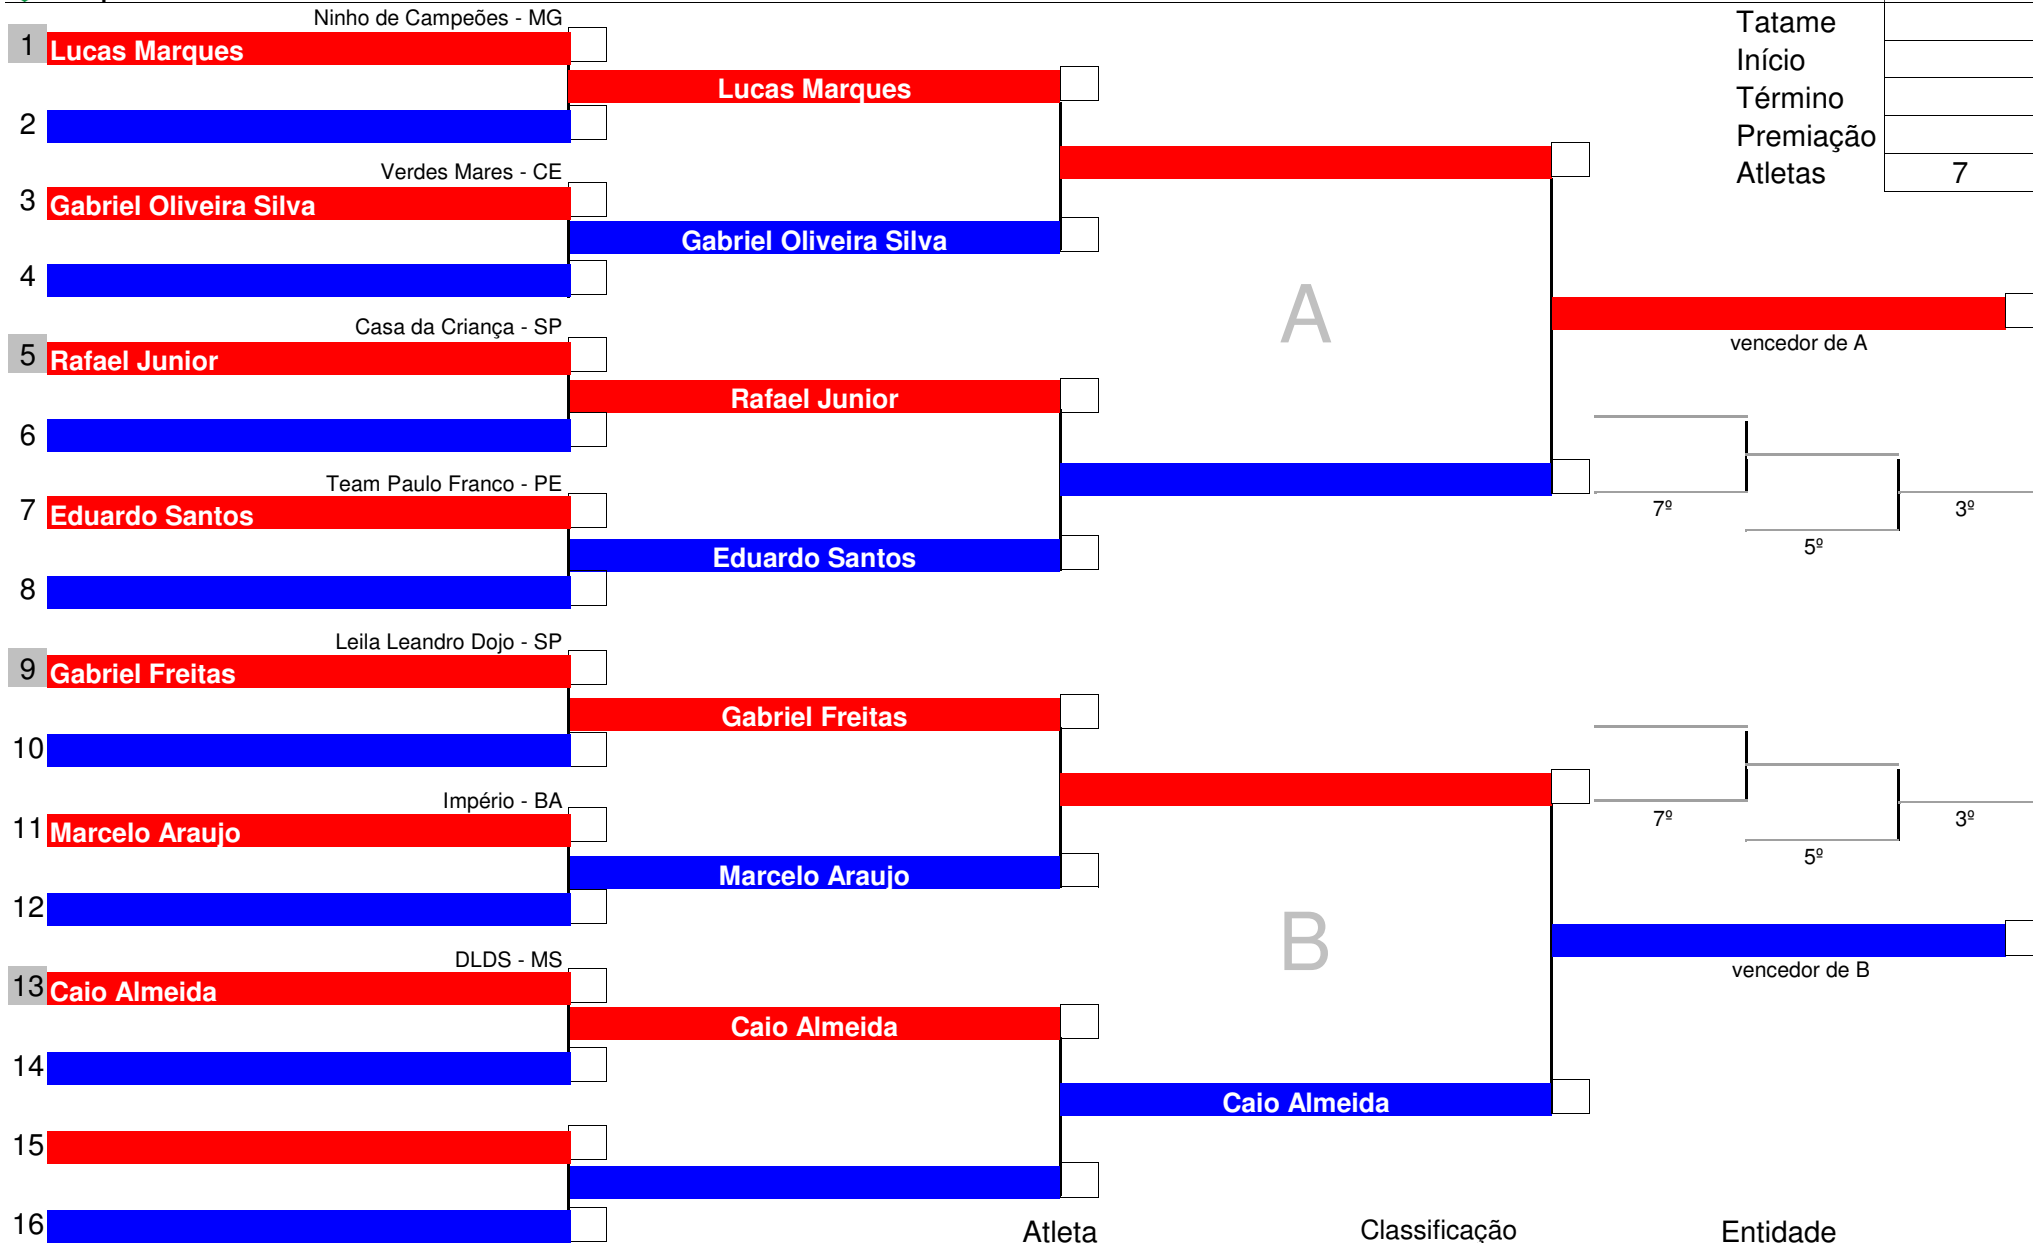 Ninho de Campeões - MG
1 Lucas Marques
Lucas Marques
2
Verdes Mares - CE
3 Gabriel Oliveira Silva
Gabriel Oliveira Silva
4
Casa da Criança - SP
5 Rafael Junior
Rafael Junior
6
Team Paulo Franco - PE
7 Eduardo Santos
Eduardo Santos
8
Leila Leandro Dojo - SP
9 Gabriel Freitas
Gabriel Freitas
10
Império - BA
11 Marcelo Araujo
Marcelo Araujo
12
DLDS - MS
13 Caio Almeida
Caio Almeida
14
Caio Almeida
15
16
A
B
Tatame
Início
Término
Premiação
Atletas 7
vencedor de A
7º
3º
5º
7º
3º
5º
vencedor de B
Atleta Classificação Entidade